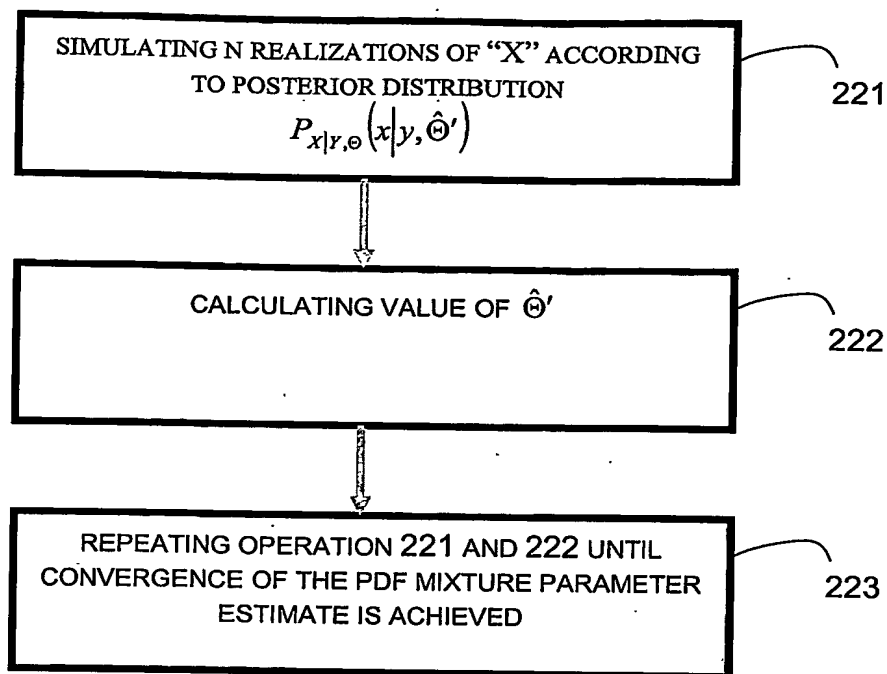 SIMULATING N REALIZATIONS OF “X” ACCORDING
TO POSTERIOR DISTRIBUTION
P_{X|Y,Θ}(x|y, Θ̂′)
221
CALCULATING VALUE OF Θ̂′
222
REPEATING OPERATION 221 AND 222 UNTIL
CONVERGENCE OF THE PDF MIXTURE PARAMETER
ESTIMATE IS ACHIEVED
223